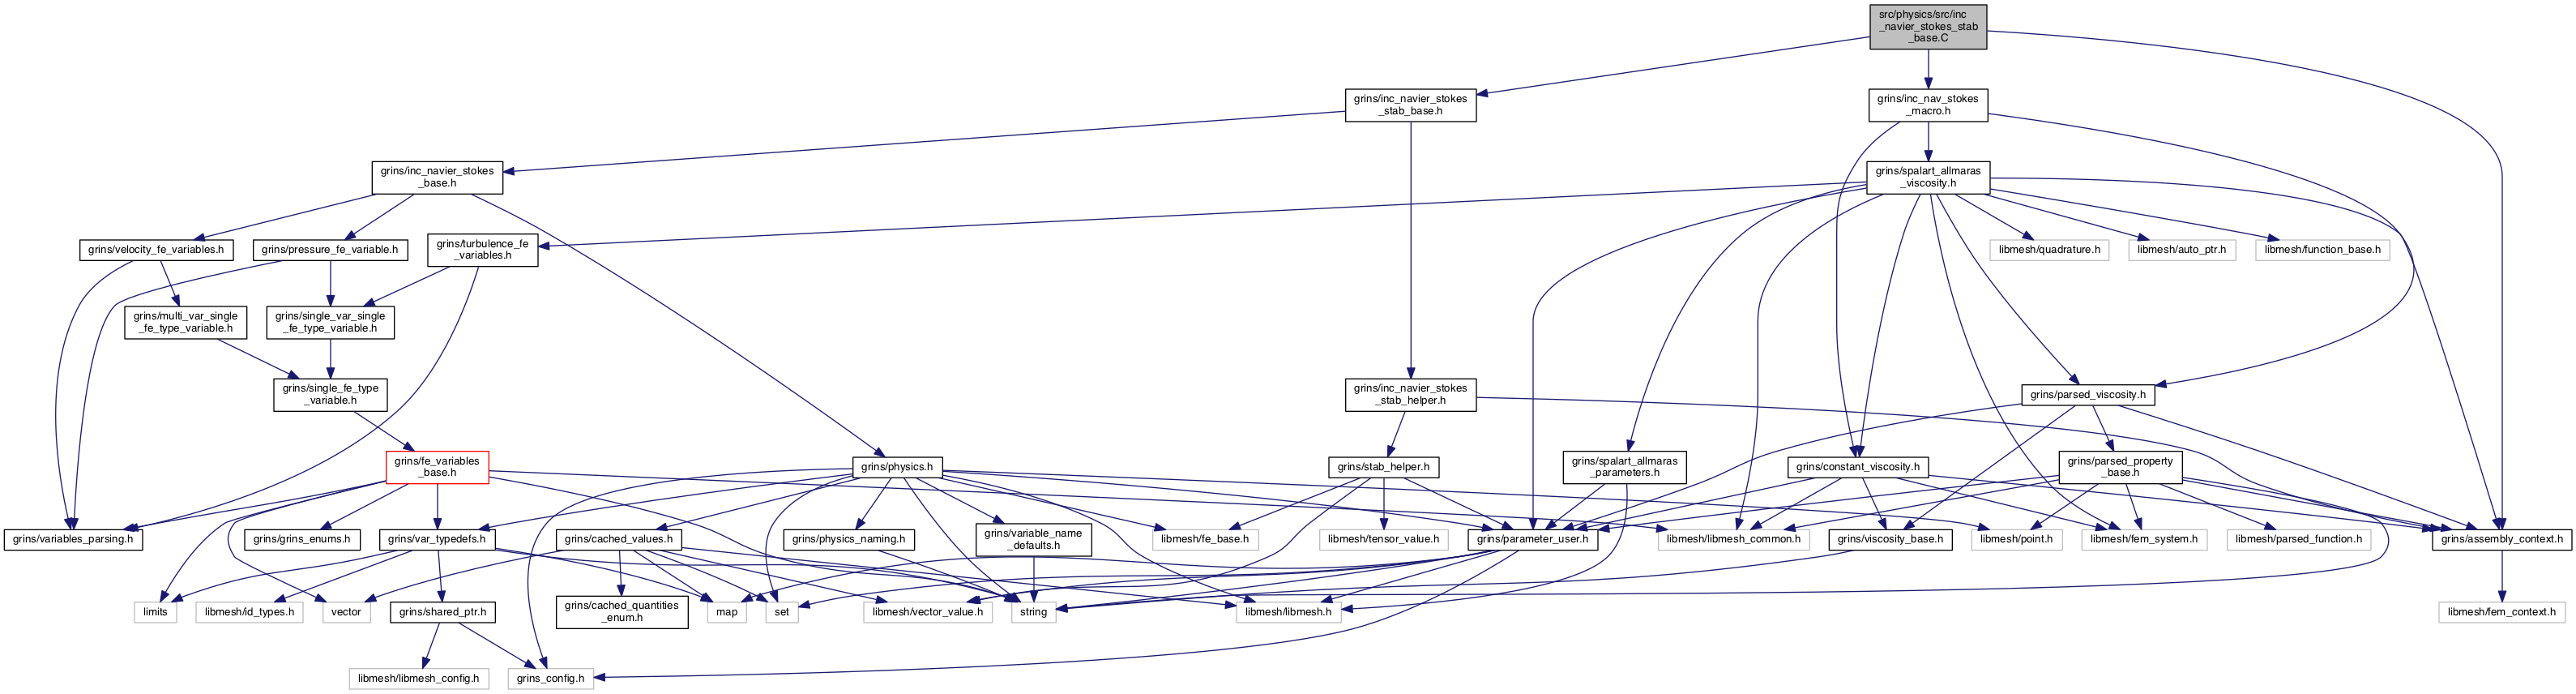 src/physics/src/inc
_navier_stokes_stab
_base.C
grins/inc_navier_stokes
_stab_base.h
grins/inc_nav_stokes
_macro.h
grins/inc_navier_stokes
_base.h
grins/spalart_allmaras
_viscosity.h
grins/velocity_fe_variables.h
grins/pressure_fe_variable.h
grins/turbulence_fe
_variables.h
libmesh/quadrature.h
libmesh/auto_ptr.h
libmesh/function_base.h
grins/multi_var_single
_fe_type_variable.h
grins/single_var_single
_fe_type_variable.h
grins/single_fe_type
_variable.h
grins/inc_navier_stokes
_stab_helper.h
grins/parsed_viscosity.h
grins/fe_variables
_base.h
grins/physics.h
grins/stab_helper.h
grins/spalart_allmaras
_parameters.h
grins/constant_viscosity.h
grins/parsed_property
_base.h
grins/variables_parsing.h
grins/grins_enums.h
grins/var_typedefs.h
grins/cached_values.h
grins/physics_naming.h
grins/variable_name
_defaults.h
libmesh/fe_base.h
libmesh/tensor_value.h
grins/parameter_user.h
libmesh/libmesh_common.h
grins/viscosity_base.h
libmesh/point.h
libmesh/fem_system.h
libmesh/parsed_function.h
grins/assembly_context.h
limits
libmesh/id_types.h
vector
grins/shared_ptr.h
grins/cached_quantities
_enum.h
map
set
libmesh/vector_value.h
string
libmesh/libmesh.h
libmesh/fem_context.h
libmesh/libmesh_config.h
grins_config.h